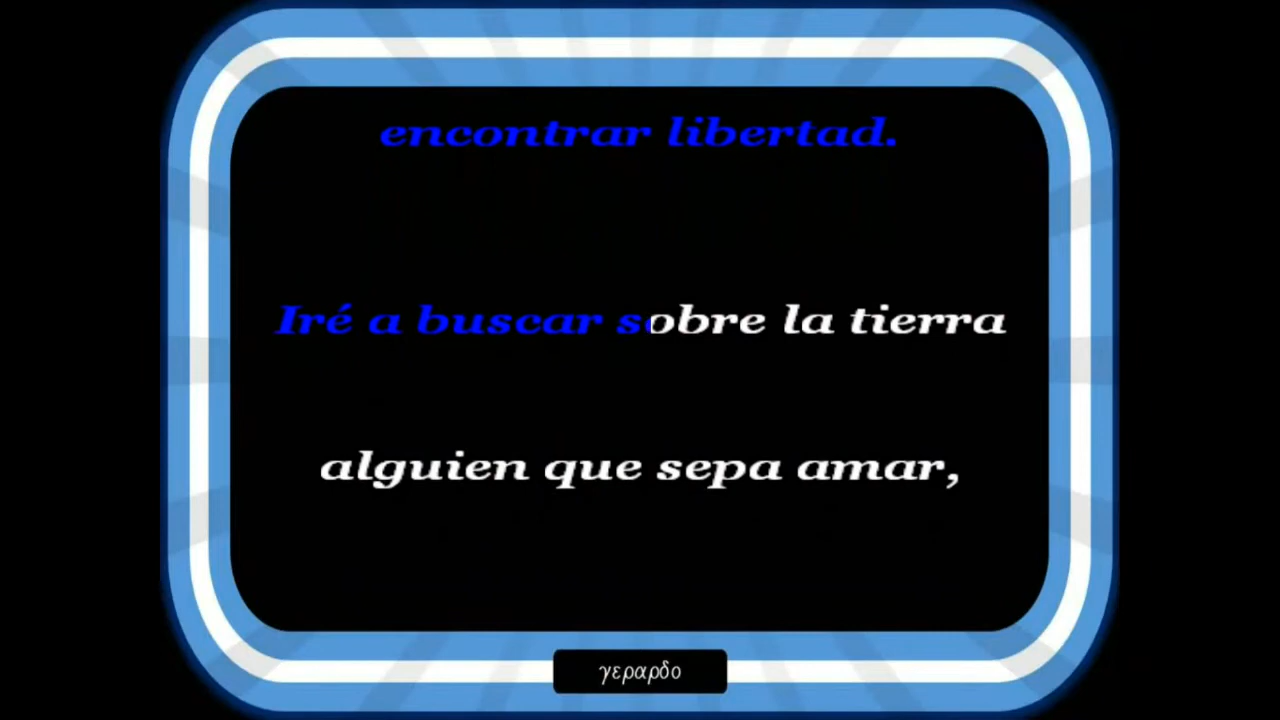 encontrar libertad.
Iré a buscar sobre la tierra
alguien que sepa amar,
γεραρδο